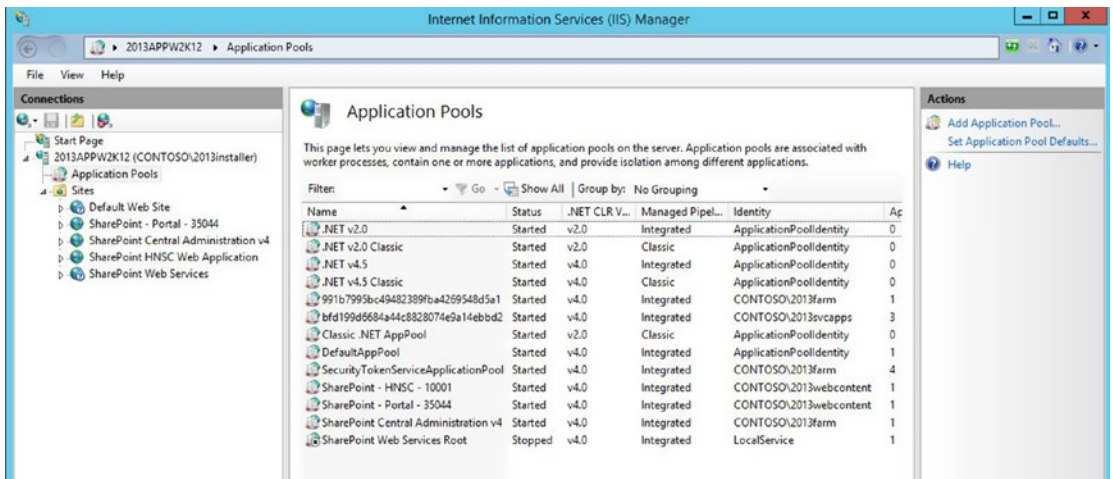 Internet Information Services (IIS) Manager
2013APPW2K12 Application Pools
File View Help
Connections
Start Page
2013APPW2K12 (CONTOSO\2013installer)
Application Pools
Sites
Default Web Site
SharePoint - Portal - 35044
SharePoint Central Administration v4
SharePoint HNSC Web Application
SharePoint Web Services
Application Pools
This page lets you view and manage the list of application pools on the server. Application pools are associated with
worker processes, contain one or more applications, and provide isolation among different applications.
Filter: Go Show All Group by: No Grouping
Name Status .NET CLR V... Managed Pipel... Identity Ap
.NET v2.0 Started v2.0 Integrated ApplicationPoolIdentity 0
.NET v2.0 Classic Started v2.0 Classic ApplicationPoolIdentity 0
.NET v4.5 Started v4.0 Integrated ApplicationPoolIdentity 0
.NET v4.5 Classic Started v4.0 Classic ApplicationPoolIdentity 0
991b7995bc49482389fba4269548d5a1 Started v4.0 Integrated CONTOSO\2013farm 1
bfd199d6684a44c8828074e9a14ebbd2 Started v4.0 Integrated CONTOSO\2013svcapps 3
Classic .NET AppPool Started v2.0 Classic ApplicationPoolIdentity 0
DefaultAppPool Started v4.0 Integrated ApplicationPoolIdentity 1
SecurityTokenServiceApplicationPool Started v4.0 Integrated CONTOSO\2013farm 4
SharePoint - HNSC - 10001 Started v4.0 Integrated CONTOSO\2013webcontent 1
SharePoint - Portal - 35044 Started v4.0 Integrated CONTOSO\2013webcontent 1
SharePoint Central Administration v4 Started v4.0 Integrated CONTOSO\2013farm 1
SharePoint Web Services Root Stopped v4.0 Integrated LocalService 1
Actions
Add Application Pool...
Set Application Pool Defaults...
Help